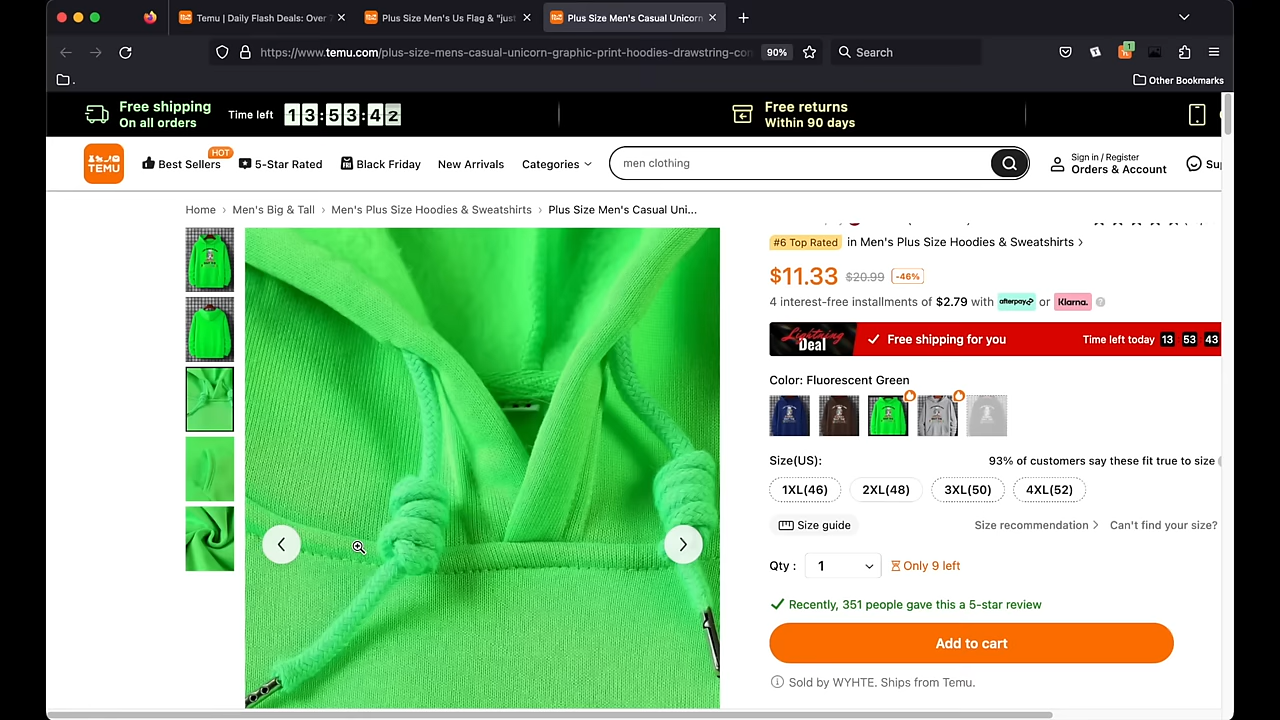 Temu | Daily Flash Deals: Over 7
Plus Size Men's Us Flag & "just
Plus Size Men's Casual Unicorn
https://www.temu.com/plus-size-mens-casual-unicorn-graphic-print-hoodies-drawstring-con
90%
Search
1
.
Other Bookmarks
Free shipping
On all orders
Time left
13:53:42
Free returns
Within 90 days
TEMU
Best Sellers
HOT
5-Star Rated
Black Friday
New Arrivals
Categories
men clothing
Sign in / Register
Orders & Account
Sup
Home › Men's Big & Tall › Men's Plus Size Hoodies & Sweatshirts › Plus Size Men's Casual Uni...
#6 Top Rated in Men's Plus Size Hoodies & Sweatshirts ›
$11.33 $20.99 -46%
4 interest-free installments of $2.79 with afterpay or Klarna. ?
Lightning Deal
Free shipping for you
Time left today 13 53 43
Color: Fluorescent Green
Size(US):
93% of customers say these fit true to size
1XL(46) 2XL(48) 3XL(50) 4XL(52)
Size guide
Size recommendation ›
Can't find your size?
Qty : 1 Only 9 left
Recently, 351 people gave this a 5-star review
Add to cart
Sold by WYHTE. Ships from Temu.